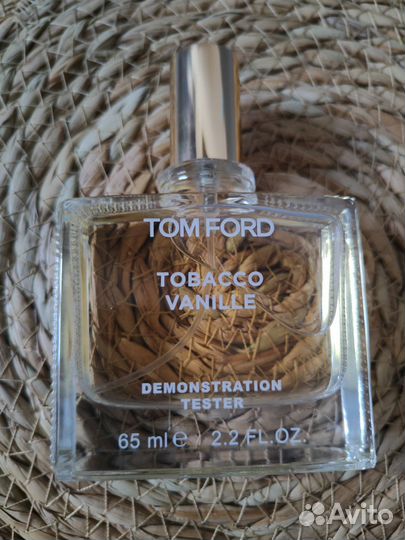 TOM FORD
TOBACCO
VANILLE
DEMONSTRATION
TESTER
65 ml e 2.2 FL.OZ.
Avito